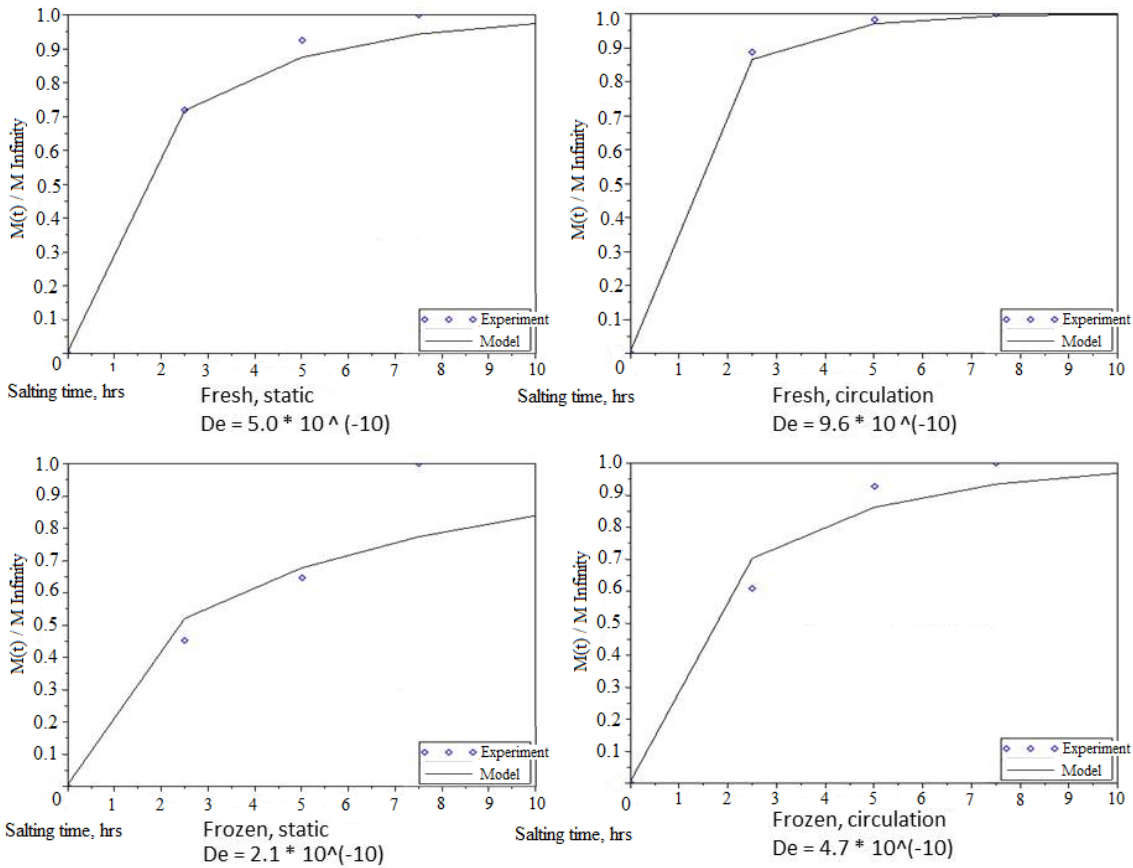 M(t) / M Infinity
1.0
0.9
0.8
0.7
0.6
0.5
0.4
0.3
0.2
0.1
0 1 2 3 4 5 6 7 8 9 10
Experiment
Model
Salting time, hrs
Fresh, static
De = 5.0 * 10 ^ (-10)
M(t) / M Infinity
1.0
0.9
0.8
0.7
0.6
0.5
0.4
0.3
0.2
0.1
0 1 2 3 4 5 6 7 8 9 10
Experiment
Model
Salting time, hrs
Fresh, circulation
De = 9.6 * 10 ^(-10)
M(t) / M Infinity
1.0
0.9
0.8
0.7
0.6
0.5
0.4
0.3
0.2
0.1
0 1 2 3 4 5 6 7 8 9 10
Experiment
Model
Salting time, hrs
Frozen, static
De = 2.1 * 10^(-10)
M(t) / M Infinity
1.0
0.9
0.8
0.7
0.6
0.5
0.4
0.3
0.2
0.1
0 1 2 3 4 5 6 7 8 9 10
Experiment
Model
Salting time, hrs
Frozen, circulation
De = 4.7 * 10^(-10)